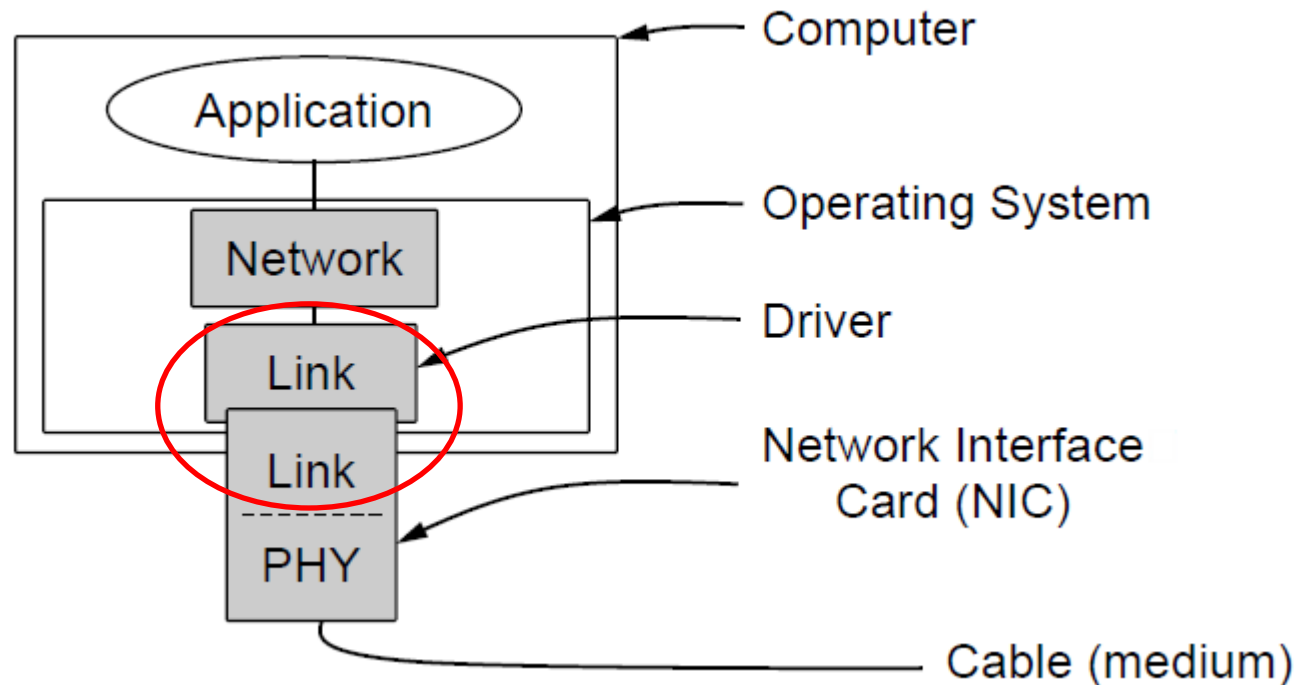 Computer
Application
Operating System
Network
Driver
Link
Network Interface
Card (NIC)
Link
PHY
Cable (medium)